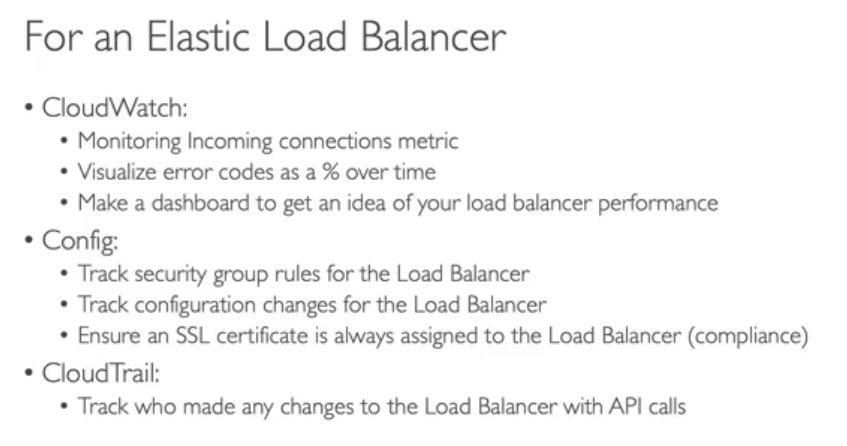 For an Elastic Load Balancer
• CloudWatch:
• Monitoring Incoming connections metric
• Visualize error codes as a % over time
• Make a dashboard to get an idea of your load balancer performance
• Config:
• Track security group rules for the Load Balancer
• Track configuration changes for the Load Balancer
• Ensure an SSL certificate is always assigned to the Load Balancer (compliance)
• CloudTrail:
• Track who made any changes to the Load Balancer with API calls